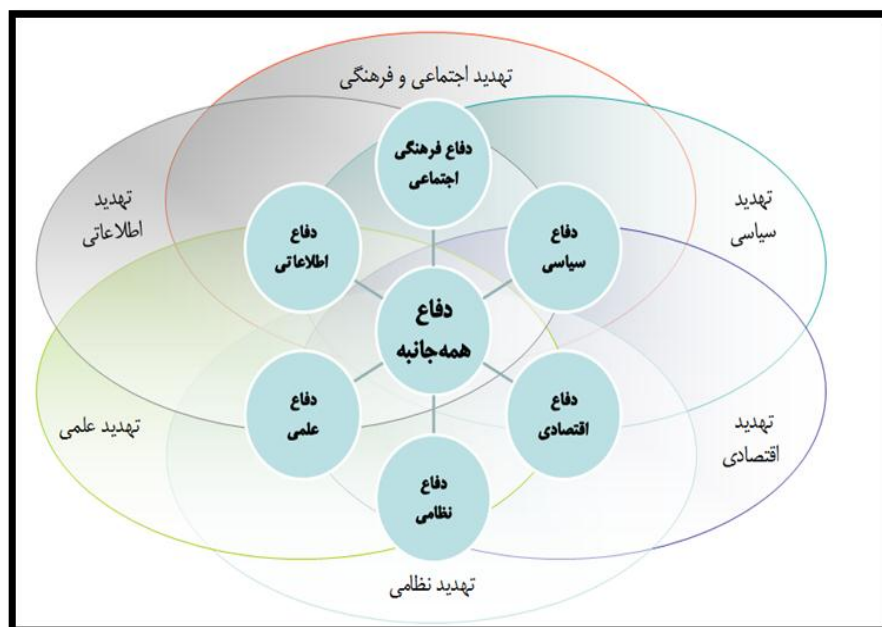 تهدید اجتماعی و فرهنگی
دفاع فرهنگی
اجتماعی
تهدید
سیاسی
دفاع
سیاسی
دفاع
اطلاعاتی
تهدید
اطلاعاتی
دفاع
همه‌جانبه
تهدید
اقتصادی
دفاع
اقتصادی
دفاع
علمی
تهدید علمی
دفاع
نظامی
تهدید نظامی